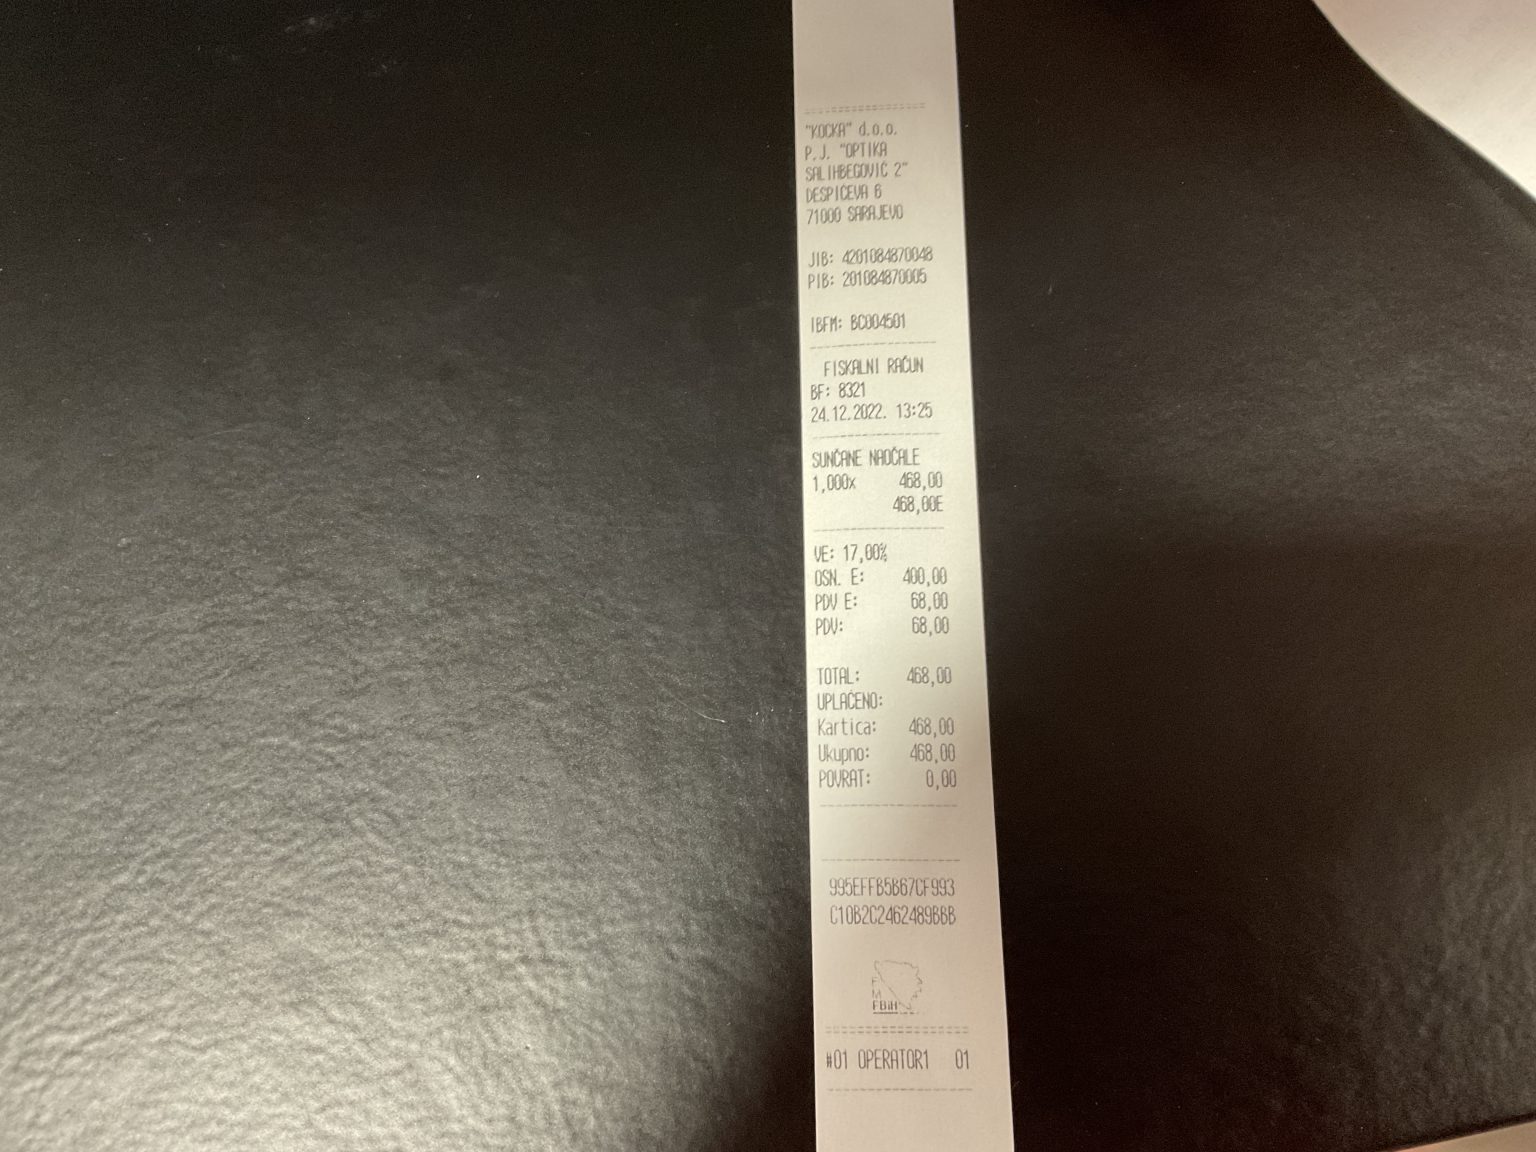 "KOCKA" d.o.o.
P.J. "OPTIKA
SALIHBEGOVIĆ 2"
DESPIĆEVA 6
71000 SARAJEVO
JIB: 4201084870048
PIB: 201084870005
IBFM: BC004501
FISKALNI RAČUN
BF: 8321
24.12.2022. 13:25
SUNČANE NAOČALE
1,000x 468,00
468,00E
VE: 17,00%
OSN. E: 400,00
PDV E: 68,00
PDV: 68,00
TOTAL: 468,00
UPLAĆENO:
Kartica: 468,00
Ukupno: 468,00
POVRAT: 0,00
995EFFB5B67CF993
C10B2C2462489BBB
FM
FBiH
#01 OPERATOR1 01